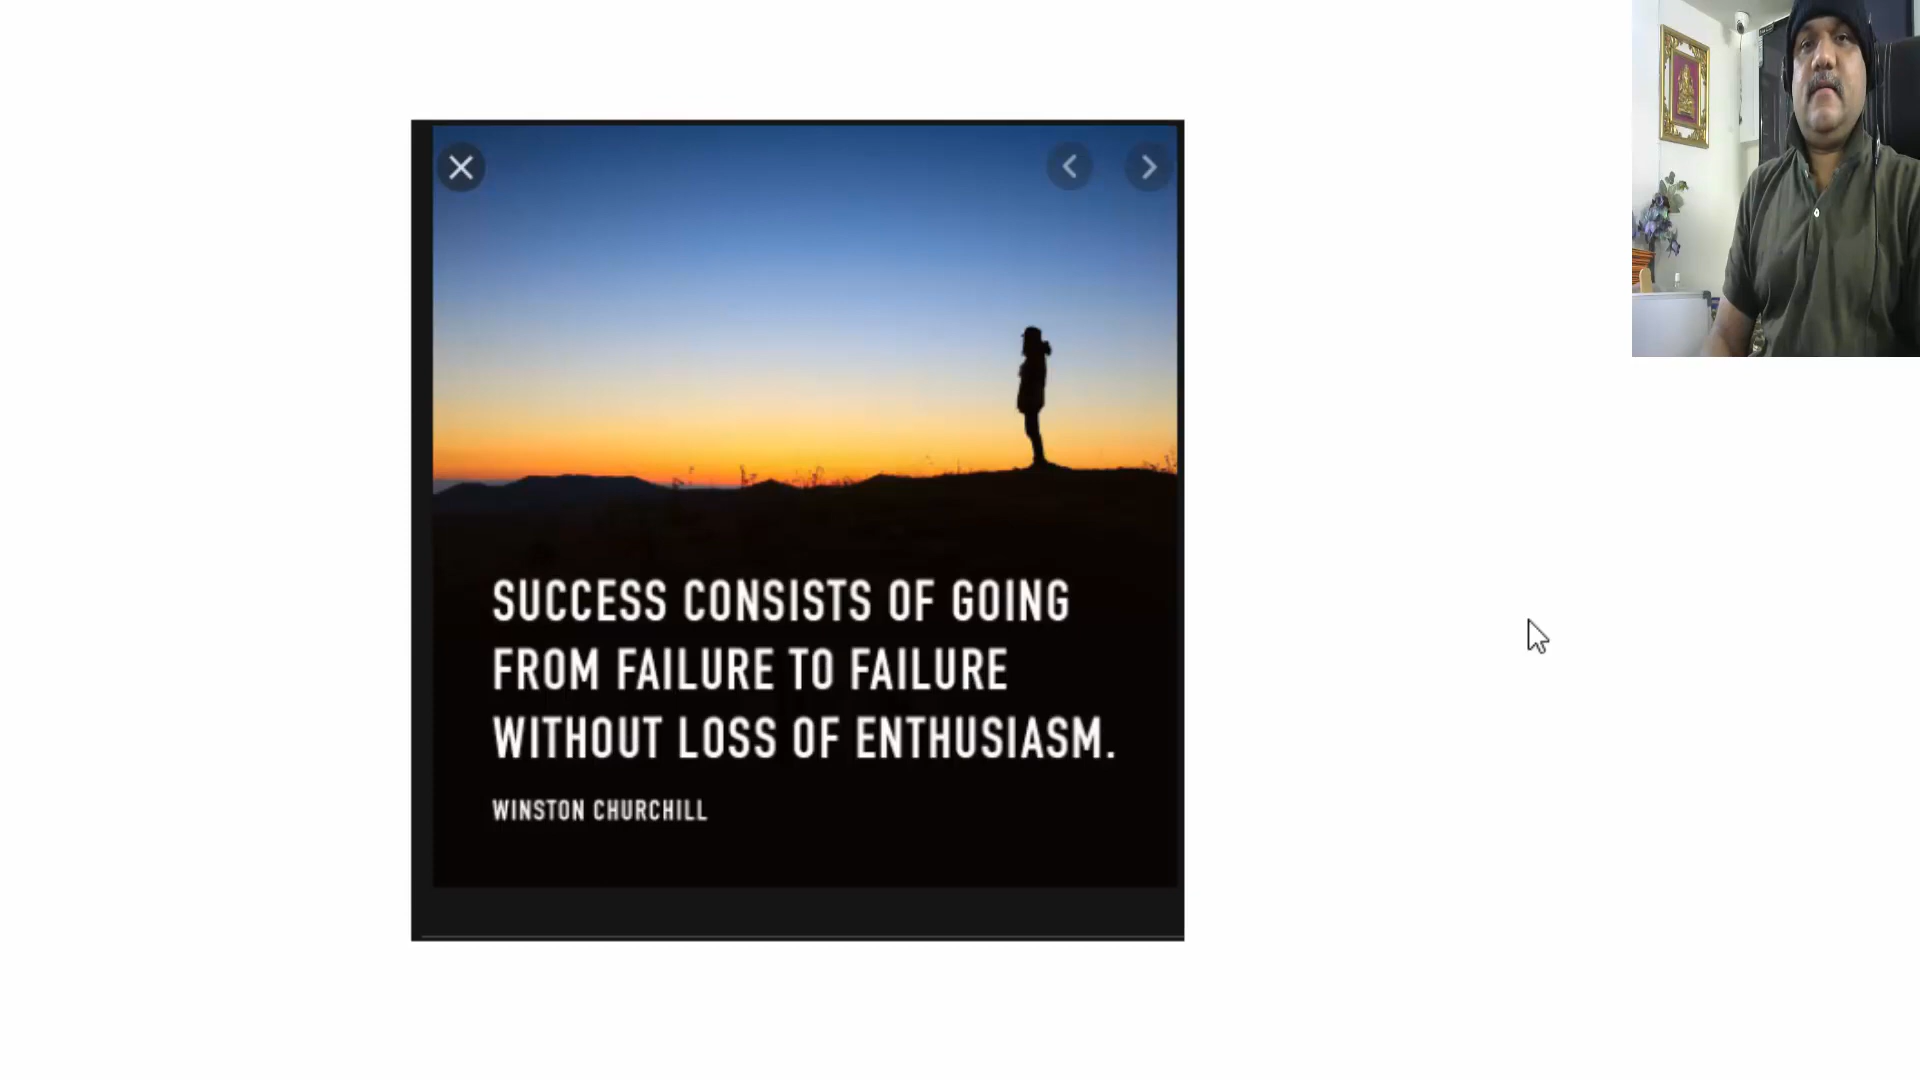 SUCCESS CONSISTS OF GOING
FROM FAILURE TO FAILURE
WITHOUT LOSS OF ENTHUSIASM.
WINSTON CHURCHILL